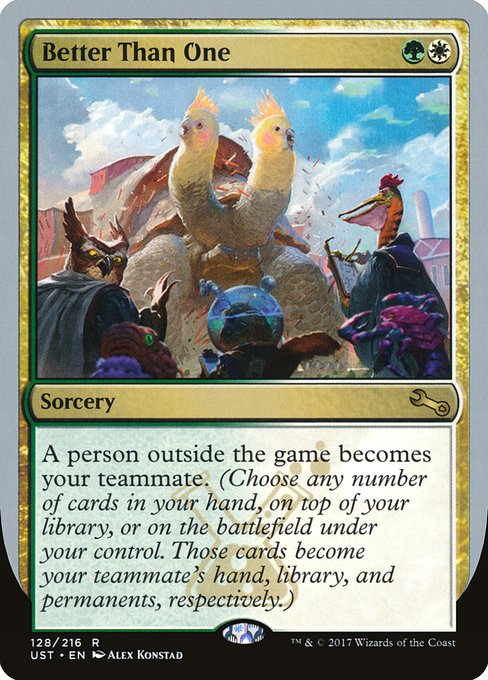 Better Than One
Sorcery
A person outside the game becomes
your teammate. (Choose any number
of cards in your hand, on top of your
library, or on the battlefield under
your control. Those cards become
your teammate's hand, library, and
permanents, respectively.)
128/216 R
UST • EN Alex Konstad
™ & © 2017 Wizards of the Coast